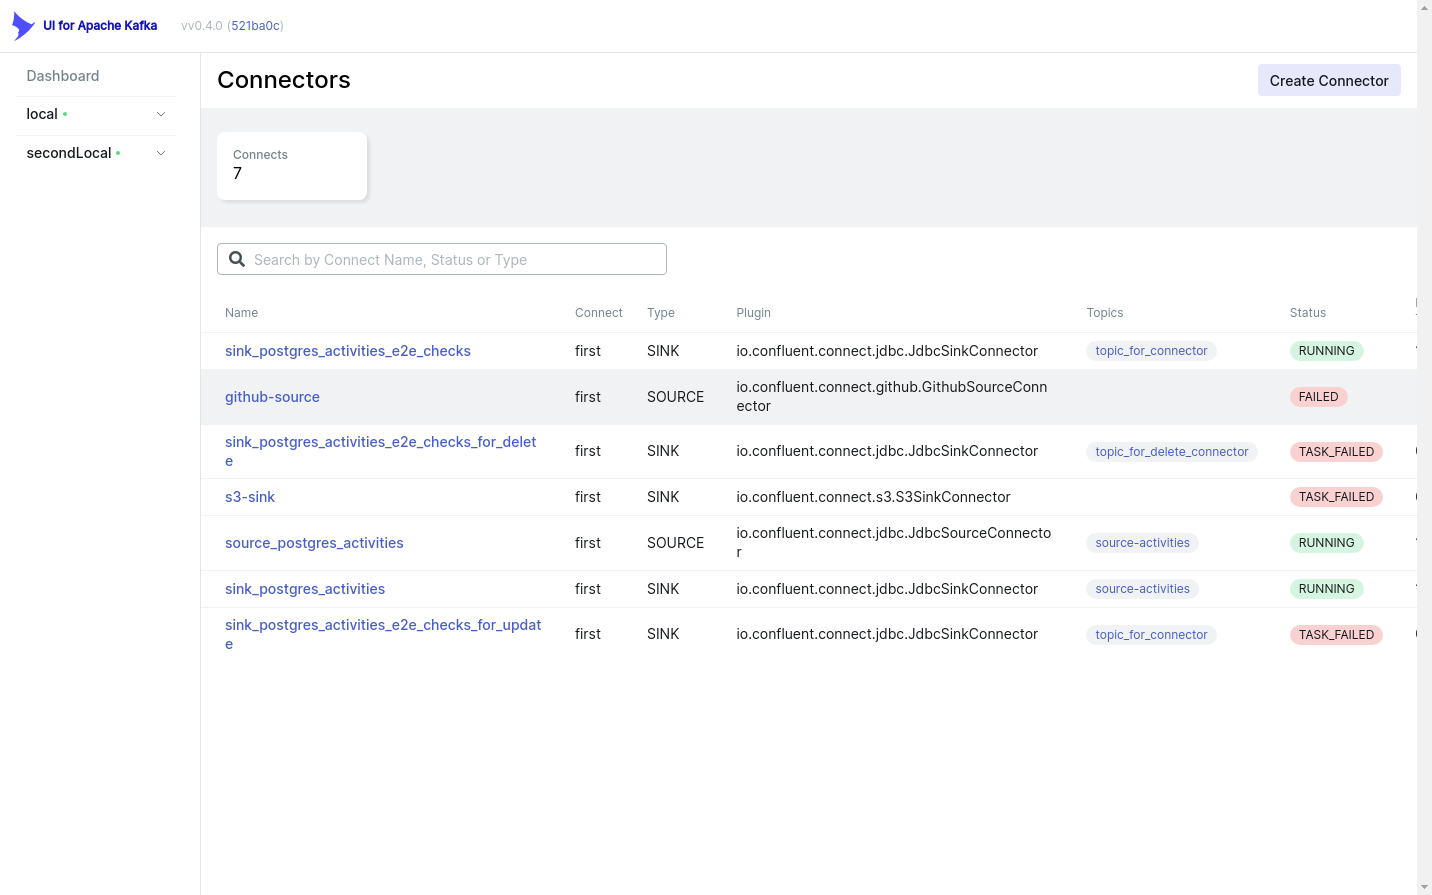 UI for Apache Kafka vv0.4.0 (521ba0c)
Dashboard
local
secondLocal
Connectors
Create Connector
Connects
7
Search by Connect Name, Status or Type
Name Connect Type Plugin Topics Status
sink_postgres_activities_e2e_checks first SINK io.confluent.connect.jdbc.JdbcSinkConnector topic_for_connector RUNNING
github-source first SOURCE io.confluent.connect.github.GithubSourceConn
ector FAILED
sink_postgres_activities_e2e_checks_for_delet
e first SINK io.confluent.connect.jdbc.JdbcSinkConnector topic_for_delete_connector TASK_FAILED
s3-sink first SINK io.confluent.connect.s3.S3SinkConnector TASK_FAILED
source_postgres_activities first SOURCE io.confluent.connect.jdbc.JdbcSourceConnecto
r source-activities RUNNING
sink_postgres_activities first SINK io.confluent.connect.jdbc.JdbcSinkConnector source-activities RUNNING
sink_postgres_activities_e2e_checks_for_updat
e first SINK io.confluent.connect.jdbc.JdbcSinkConnector topic_for_connector TASK_FAILED